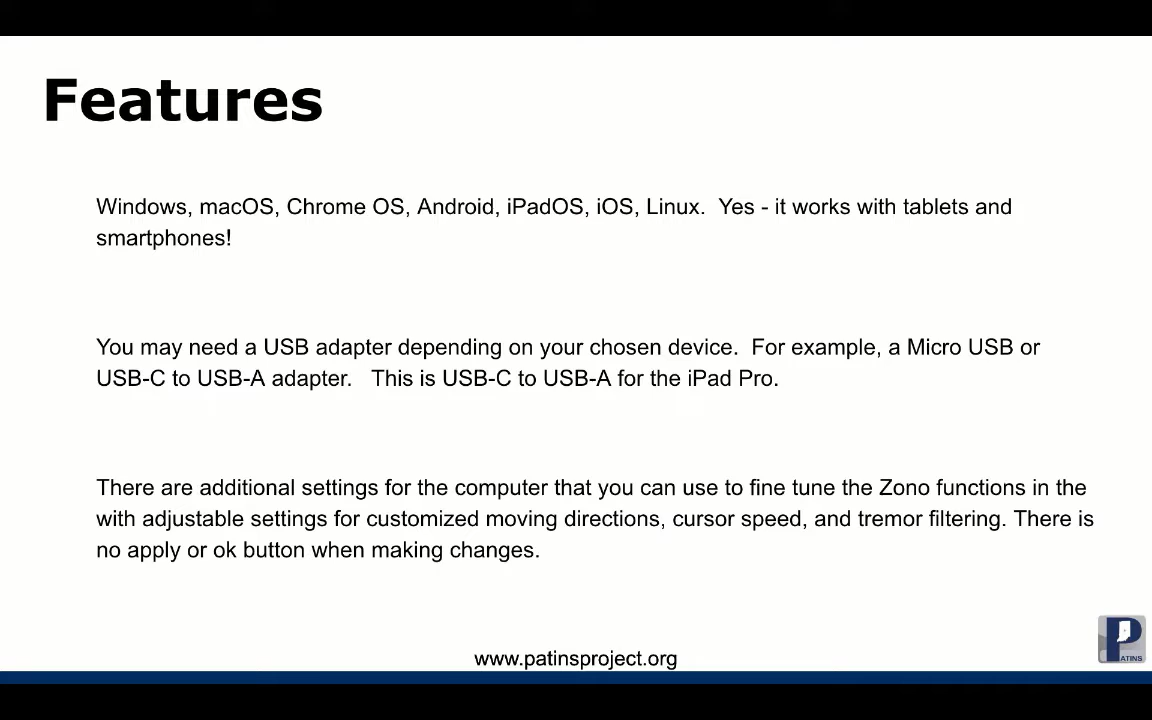 Features
Windows, macOS, Chrome OS, Android, iPadOS, iOS, Linux.  Yes - it works with tablets and
smartphones!
You may need a USB adapter depending on your chosen device.  For example, a Micro USB or
USB-C to USB-A adapter.   This is USB-C to USB-A for the iPad Pro.
There are additional settings for the computer that you can use to fine tune the Zono functions in the
with adjustable settings for customized moving directions, cursor speed, and tremor filtering. There is
no apply or ok button when making changes.
PATINS
www.patinsproject.org